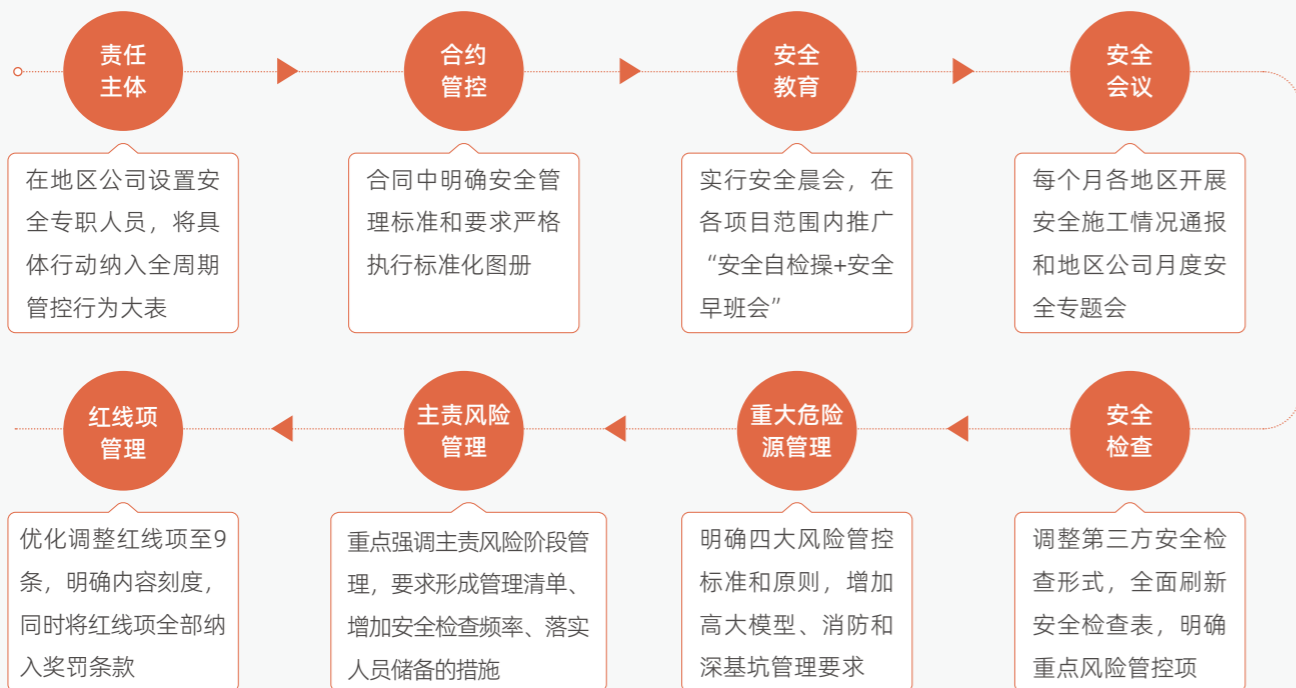 责任
主体
合约
管控
安全
教育
安全
会议
在地区公司设置安
全专职人员，将具
体行动纳入全周期
管控行为大表
合同中明确安全管
理标准和要求严格
执行标准化图册
实行安全晨会，在
各项目范围内推广
“安全自检操+安全
早班会”
每个月各地区开展
安全施工情况通报
和地区公司月度安
全专题会
安全
检查
重大危险
源管理
主责风险
管理
红线项
管理
调整第三方安全检
查形式，全面刷新
安全检查表，明确
重点风险管控项
明确四大风险管控
标准和原则，增加
高大模型、消防和
深基坑管理要求
重点强调主责风险阶段管
理，要求形成管理清单、
增加安全检查频率、落实
人员储备的措施
优化调整红线项至9
条，明确内容刻度，
同时将红线项全部纳
入奖罚条款